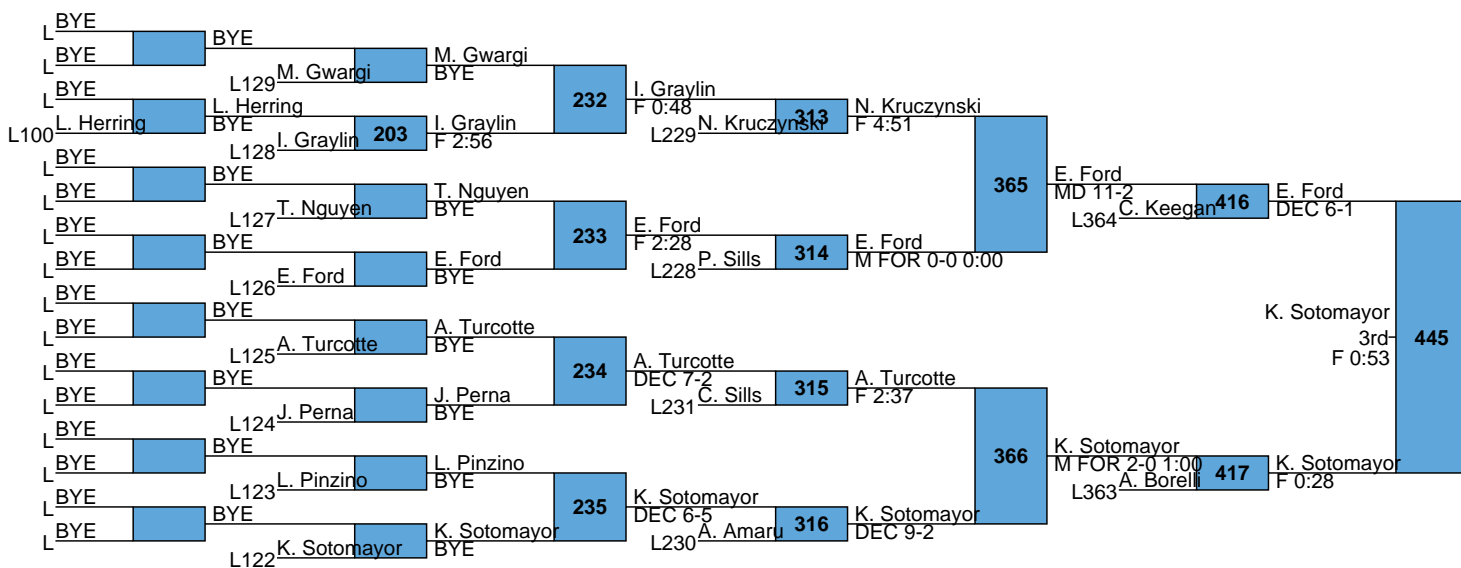 BYE
L
BYE
L
BYE
BYE
L
L. Herring
L100
BYE
L
BYE
L
BYE
BYE
L
BYE
L
BYE
BYE
L
BYE
L
BYE
BYE
L
BYE
L
BYE
BYE
L
BYE
L
BYE
BYE
L
BYE
L
BYE
L. Herring
BYE
M. Gwargi
L129
I. Graylin
L128
203
T. Nguyen
L127
E. Ford
L126
A. Turcotte
L125
J. Perna
L124
L. Pinzino
L123
K. Sotomayor
L122
M. Gwargi
BYE
I. Graylin
F 2:56
T. Nguyen
BYE
E. Ford
BYE
A. Turcotte
BYE
J. Perna
BYE
L. Pinzino
BYE
K. Sotomayor
BYE
232
233
234
235
I. Graylin
F 0:48
N. Kruczynski
L229
E. Ford
F 2:28
P. Sills
L228
A. Turcotte
DEC 7-2
C. Sills
L231
K. Sotomayor
DEC 6-5
A. Amaru
L230
313
314
315
316
N. Kruczynski
F 4:51
E. Ford
M FOR 0-0 0:00
A. Turcotte
F 2:37
K. Sotomayor
DEC 9-2
365
366
E. Ford
MD 11-2
C. Keegan
L364
K. Sotomayor
M FOR 2-0 1:00
A. Borelli
L363
416
417
E. Ford
DEC 6-1
K. Sotomayor
F 0:28
445
K. Sotomayor
3rd
F 0:53